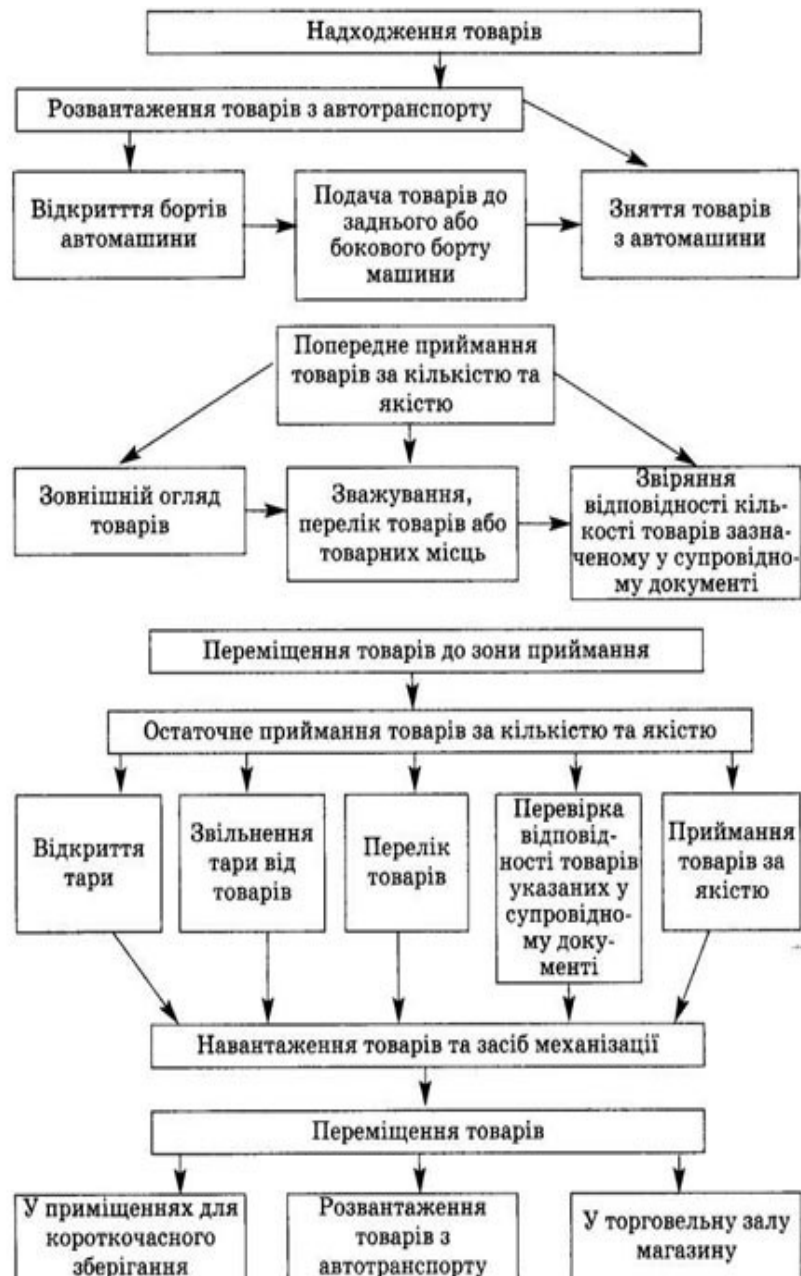 Надходження товарів
Розвантаження товарів з автотранспорту
Відкритття бортів
автомашини
Подача товарів до
заднього або
бокового борту
машини
Зняття товарів
з автомашини
Попереднє приймання
товарів за кількістю та
якістю
Зовнішній огляд
товарів
Зважування,
перелік товарів або
товарних місць
Звіряння
відповідності кіль-
кості товарів зазна-
ченому у супровідно-
му документі
Переміщення товарів до зони приймання
Остаточне приймання товарів за кількістю та якістю
Відкриття
тари
Звільнення
тари від
товарів
Перелік
товарів
Перевірка
відповід-
ності товарів
указаних у
супровідно-
му доку-
менті
Приймання
товарів за
якістю
Навантаження товарів та засіб механізації
Переміщення товарів
У приміщеннях для
короткочасного
зберігання
Розвантаження
товарів з
автотранспорту
У торговельну залу
магазину